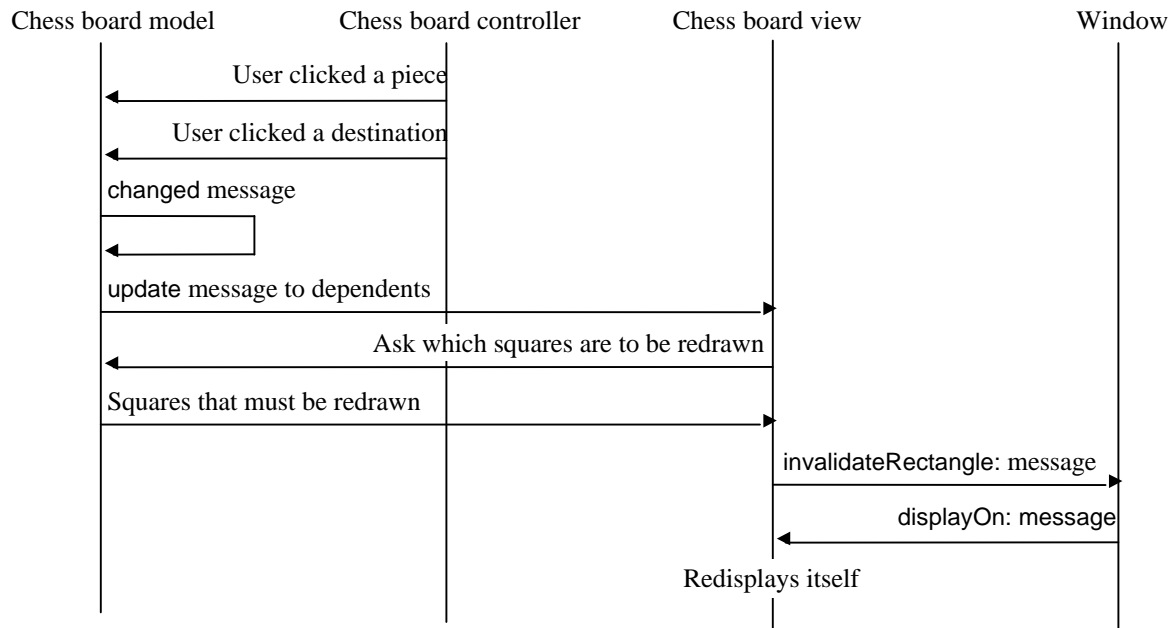 Chess board model
Chess board controller
Chess board view
Window
User clicked a piece
User clicked a destination
changed message
update message to dependents
Ask which squares are to be redrawn
Squares that must be redrawn
invalidateRectangle: message
displayOn: message
Redisplays itself